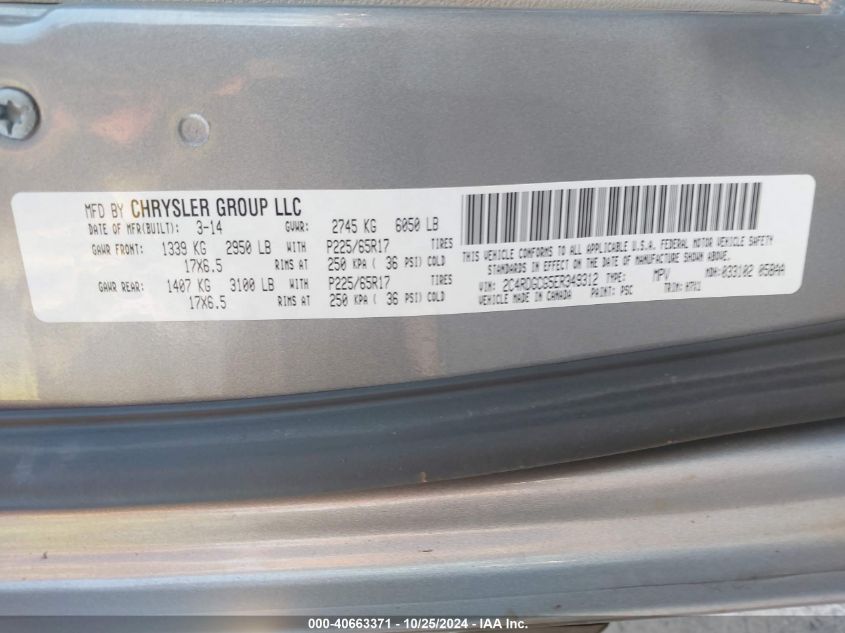 MFD BY CHRYSLER GROUP LLC
DATE OF MFR(BUILT): 3-14 GVWR: 2745 KG 6050 LB
GAWR FRONT: 1339 KG 2950 LB WITH P225/65R17 TIRES
17X6.5 RIMS AT 250 KPA ( 36 PSI) COLD
GAWR REAR: 1407 KG 3100 LB WITH P225/65R17 TIRES
17X6.5 RIMS AT 250 KPA ( 36 PSI) COLD
THIS VEHICLE CONFORMS TO ALL APPLICABLE U.S.A. FEDERAL MOTOR VEHICLE SAFETY
STANDARDS IN EFFECT ON THE DATE OF MANUFACTURE SHOWN ABOVE.
VIN: 2C4RDGCG5ER349312 TYPE: MPV MDH: 033102 058AA
VEHICLE MADE IN CANADA PAINT: PSC TRIM: H7X1
000-40663371 - 10/25/2024 - IAA Inc.